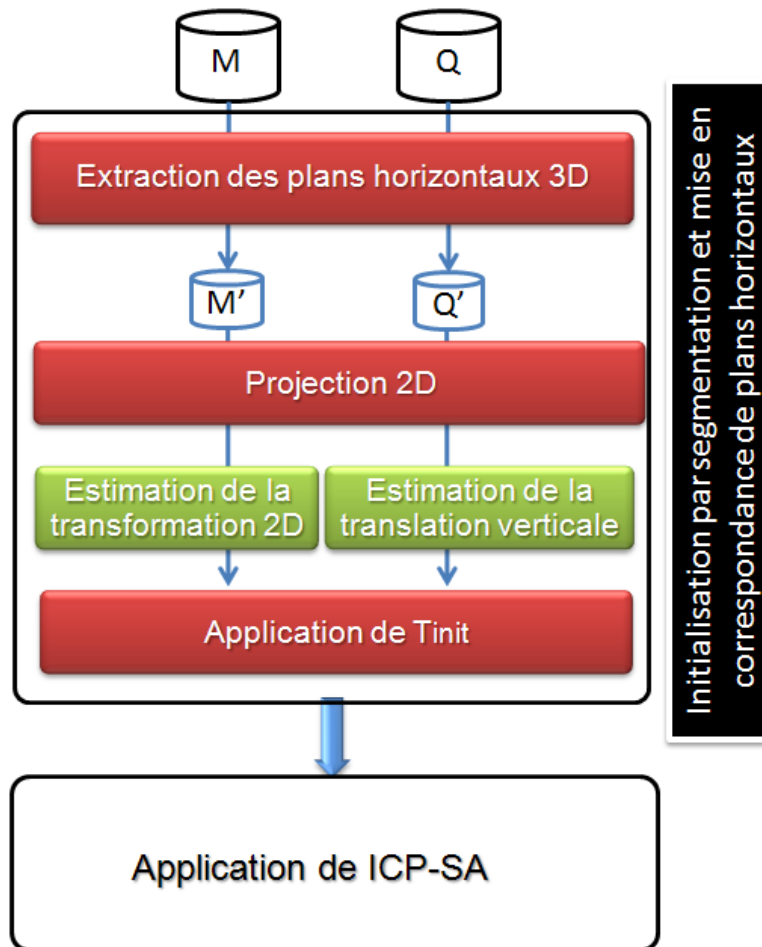 M
Q
Extraction des plans horizontaux 3D
M’
Q’
Projection 2D
Estimation de la
transformation 2D
Estimation de la
translation verticale
Application de Tinit
Application de ICP-SA
Initialisation par segmentation et mise en
correspondance de plans horizontaux